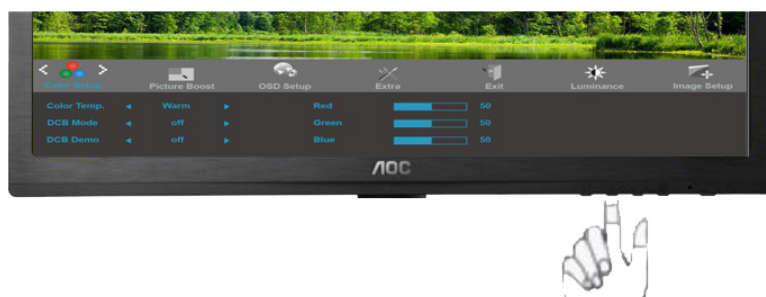 Color Setup Picture Boost OSD Setup Extra Exit Luminance Image Setup
Color Temp. Warm Red 50
DCB Mode off Green 50
DCB Demo off Blue 50
AOC